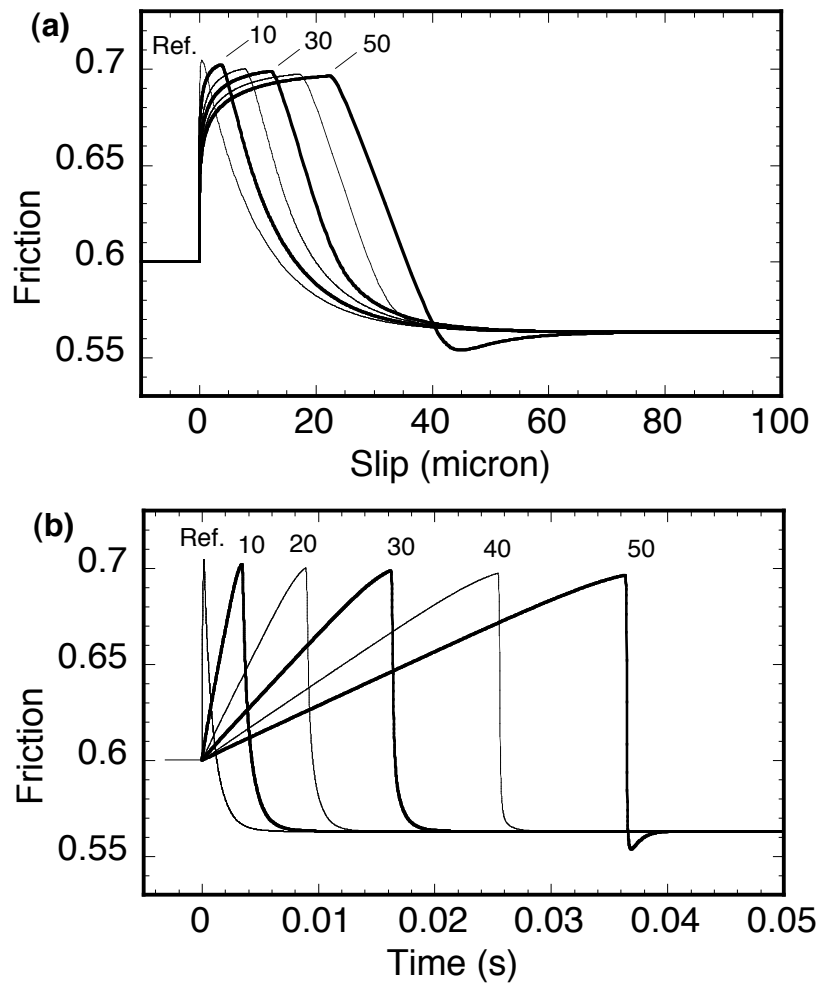 (a)
Ref. 10 30 50
0.7
0.65
0.6
0.55
Friction
0 20 40 60 80 100
Slip (micron)
(b)
Ref. 10 20 30 40 50
0.7
0.65
0.6
0.55
Friction
0 0.01 0.02 0.03 0.04 0.05
Time (s)